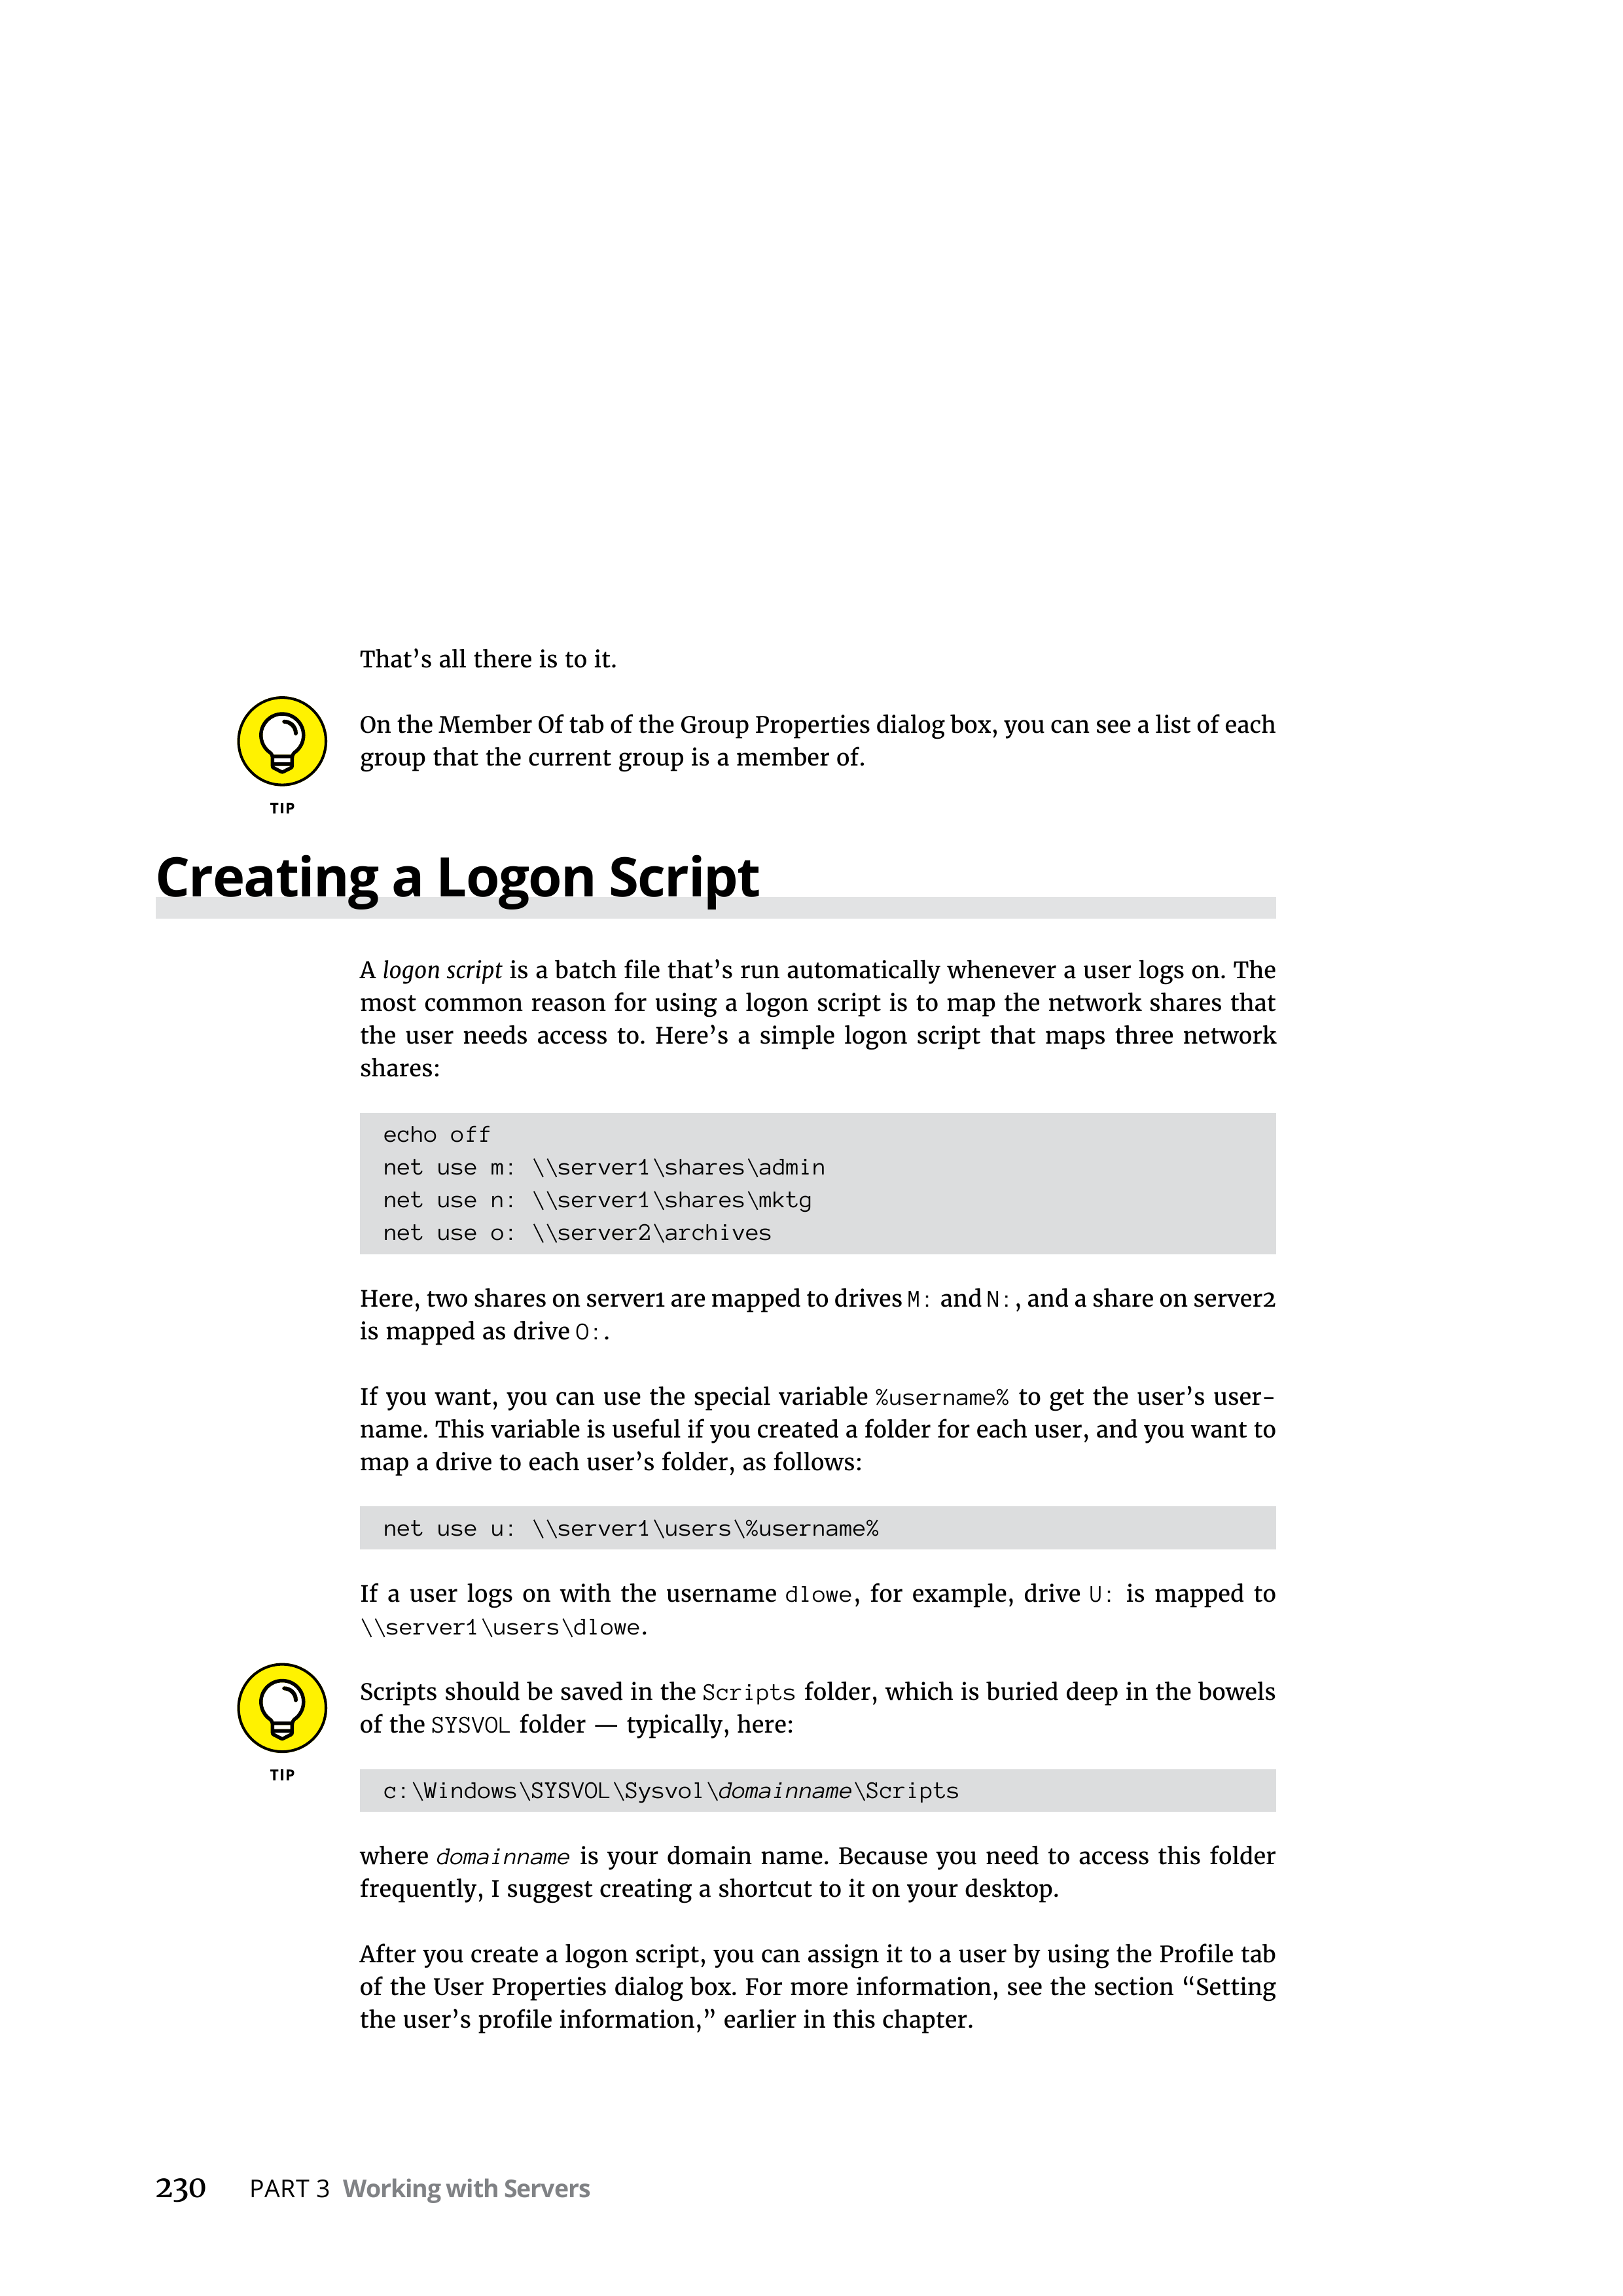 That’s all there is to it.
On the Member Of tab of the Group Properties dialog box, you can see a list of each
group that the current group is a member of.
TIP
Creating a Logon Script
A logon script is a batch file that’s run automatically whenever a user logs on. The
most common reason for using a logon script is to map the network shares that
the user needs access to. Here’s a simple logon script that maps three network
shares:
echo off
net use m: \\server1\shares\admin
net use n: \\server1\shares\mktg
net use o: \\server2\archives
Here, two shares on server1 are mapped to drives M: and N:, and a share on server2
is mapped as drive O:.
If you want, you can use the special variable %username% to get the user’s user-
name. This variable is useful if you created a folder for each user, and you want to
map a drive to each user’s folder, as follows:
net use u: \\server1\users\%username%
If a user logs on with the username dlowe, for example, drive U: is mapped to
\\server1\users\dlowe.
Scripts should be saved in the Scripts folder, which is buried deep in the bowels
of the SYSVOL folder — typically, here:
TIP
c:\Windows\SYSVOL\Sysvol\domainname\Scripts
where domainname is your domain name. Because you need to access this folder
frequently, I suggest creating a shortcut to it on your desktop.
After you create a logon script, you can assign it to a user by using the Profile tab
of the User Properties dialog box. For more information, see the section “Setting
the user’s profile information,” earlier in this chapter.
230 PART 3 Working with Servers